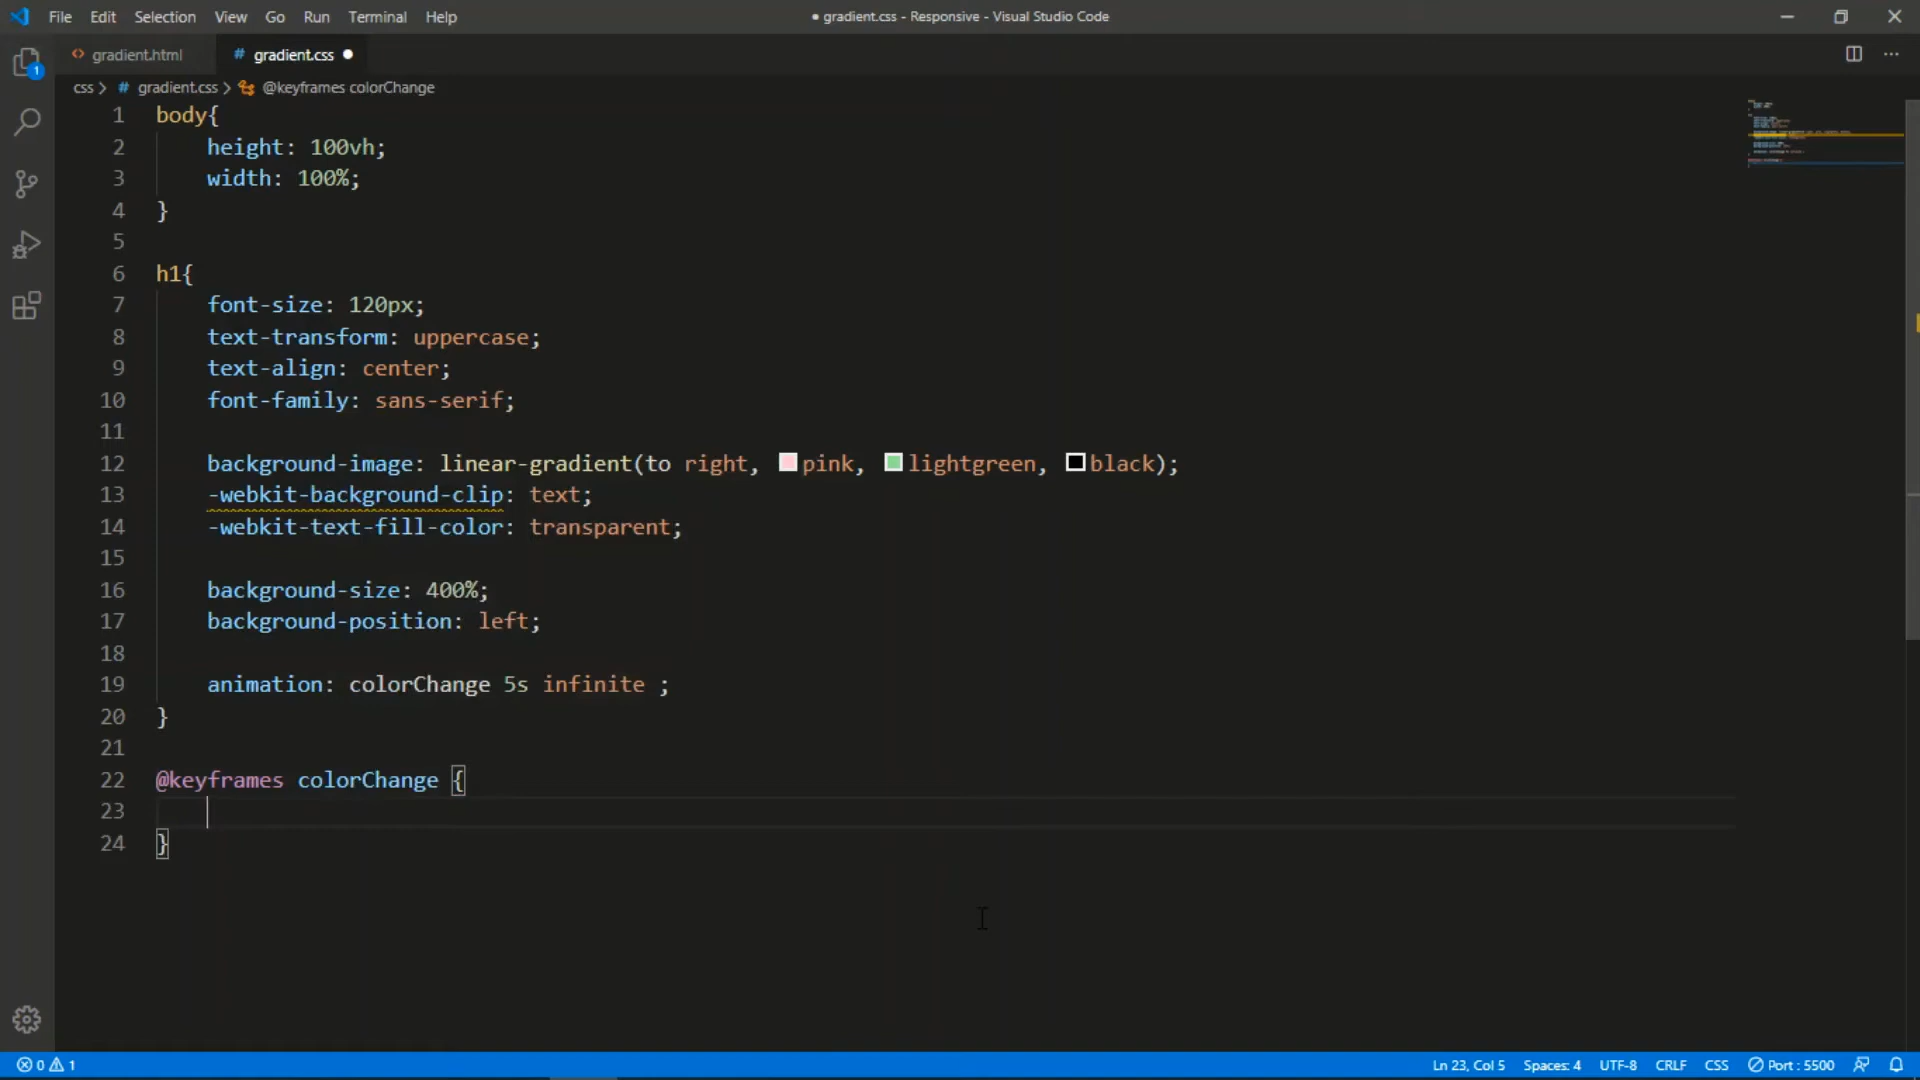 File Edit Selection View Go Run Terminal Help
● gradient.css - Responsive - Visual Studio Code
gradient.html
# gradient.css ●
css > # gradient.css > @keyframes colorChange
1 body{
2 height: 100vh;
3 width: 100%;
4 }
5
6 h1{
7 font-size: 120px;
8 text-transform: uppercase;
9 text-align: center;
10 font-family: sans-serif;
11
12 background-image: linear-gradient(to right, pink, lightgreen, black);
13 -webkit-background-clip: text;
14 -webkit-text-fill-color: transparent;
15
16 background-size: 400%;
17 background-position: left;
18
19 animation: colorChange 5s infinite ;
20 }
21
22 @keyframes colorChange {
23
24 }
1
0 1
Ln 23, Col 5 Spaces: 4 UTF-8 CRLF CSS Port : 5500